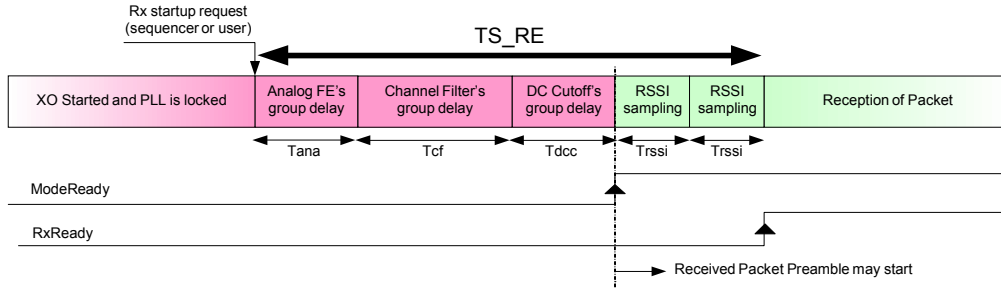 Rx startup request
(sequencer or user)
TS_RE
XO Started and PLL is locked
Analog FE's
group delay
Channel Filter's
group delay
DC Cutoff's
group delay
RSSI
sampling
RSSI
sampling
Reception of Packet
Tana
Tcf
Tdcc
Trssi
Trssi
ModeReady
RxReady
Received Packet Preamble may start